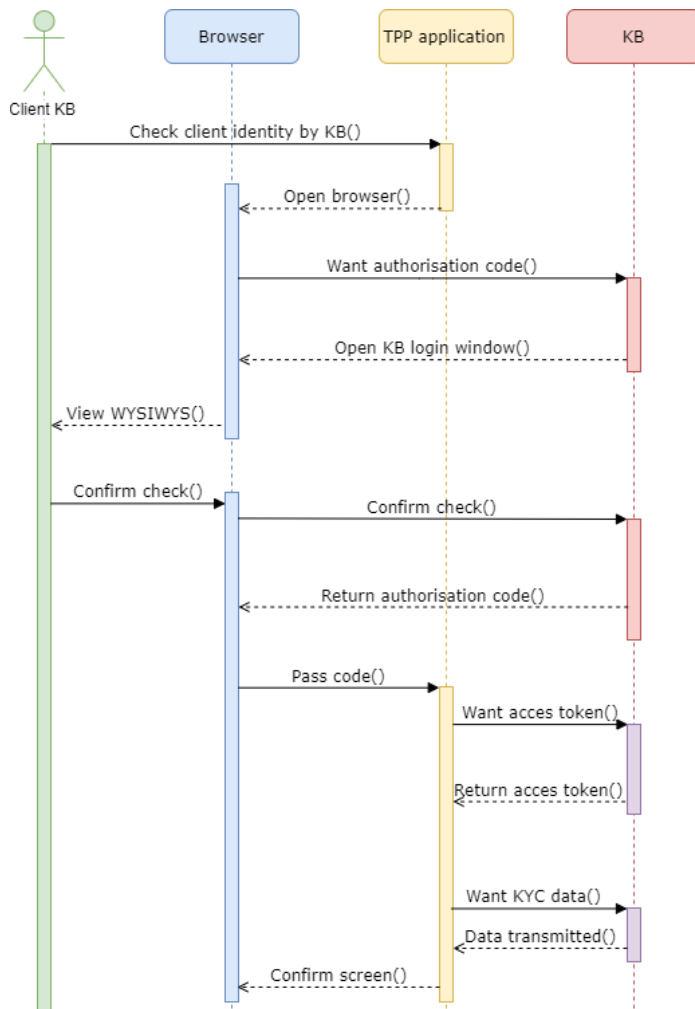 Browser
TPP application
KB
Client KB
Check client identity by KB()
Open browser()
Want authorisation code()
Open KB login window()
View WYSIWYS()
Confirm check()
Confirm check()
Return authorisation code()
Pass code()
Want acces token()
Return acces token()
Want KYC data()
Data transmitted()
Confirm screen()